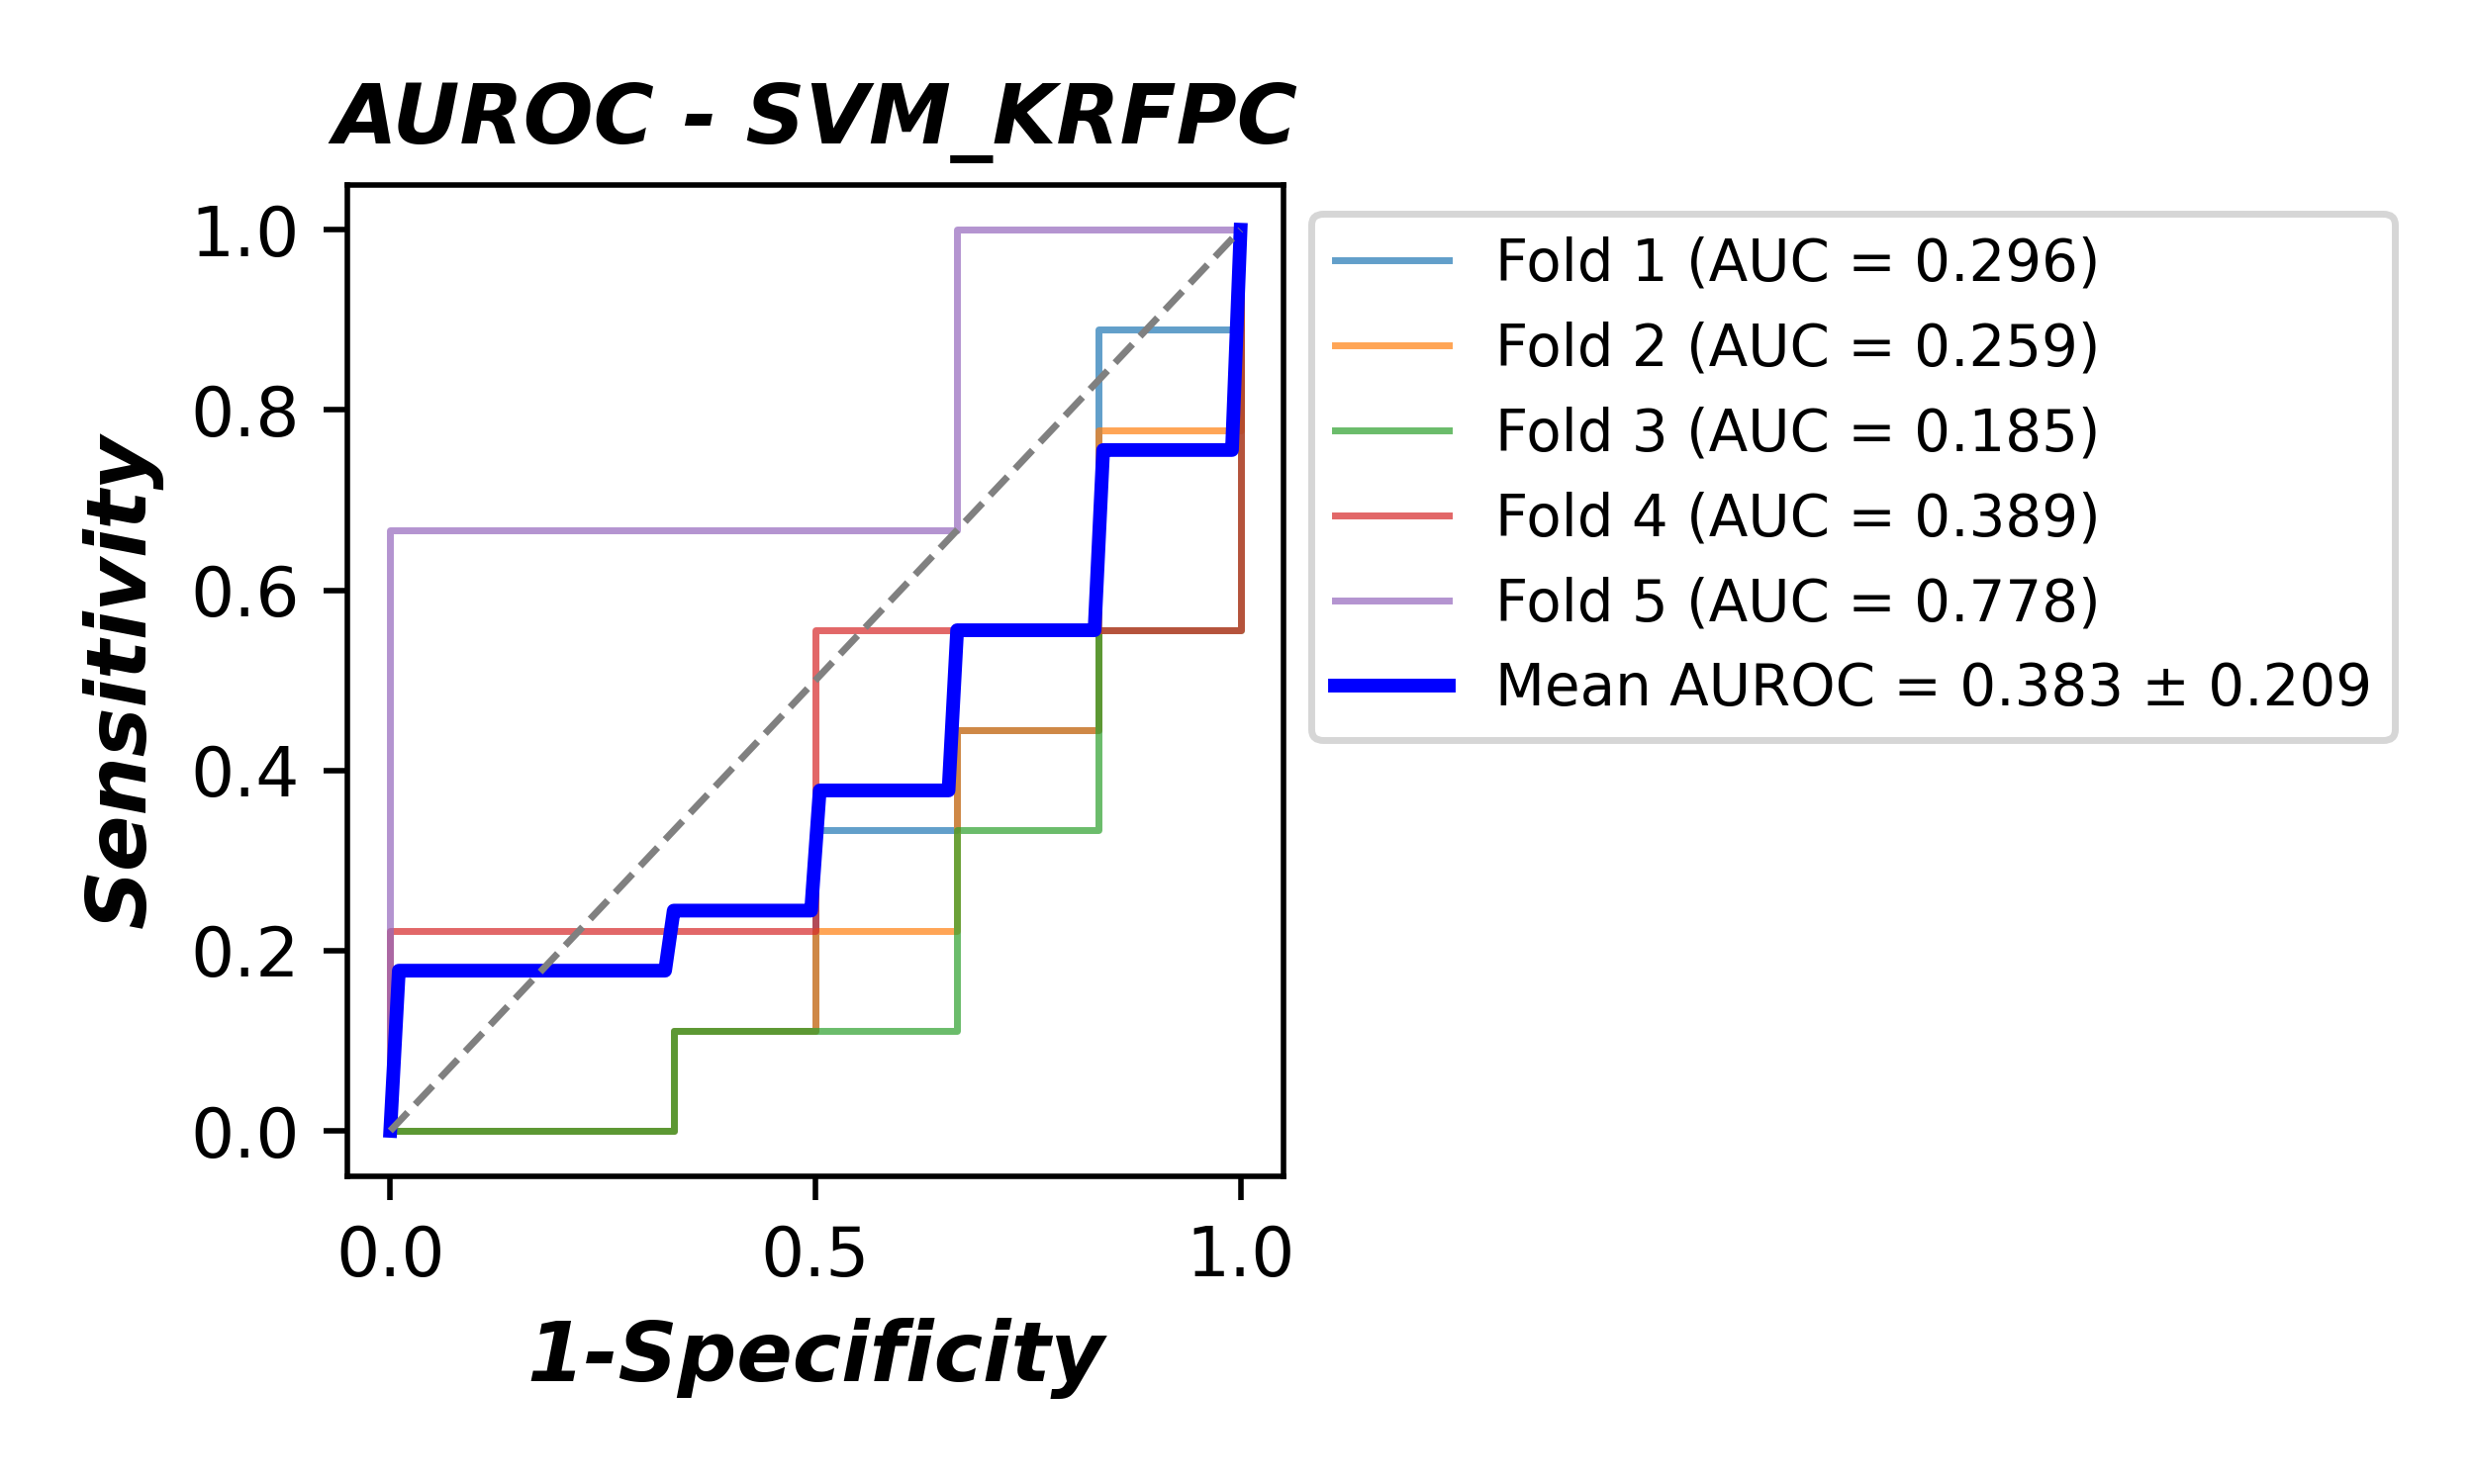 AUROC - SVM_KRFPC
Sensitivity
1.0
0.8
0.6
0.4
0.2
0.0
0.0 0.5 1.0
1-Specificity
Fold 1 (AUC = 0.296)
Fold 2 (AUC = 0.259)
Fold 3 (AUC = 0.185)
Fold 4 (AUC = 0.389)
Fold 5 (AUC = 0.778)
Mean AUROC = 0.383 ± 0.209